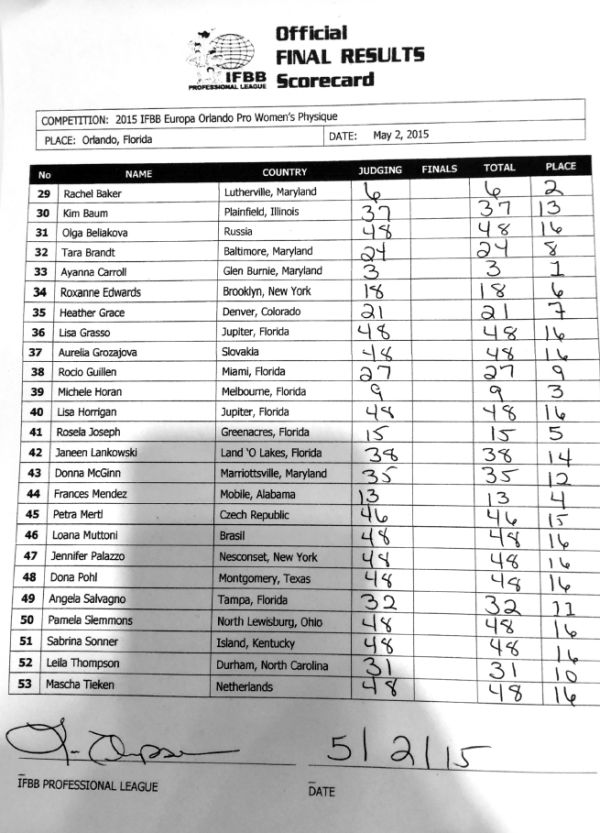 Official
FINAL RESULTS
Scorecard
IFBB
PROFESSIONAL LEAGUE
COMPETITION: 2015 IFBB Europa Orlando Pro Women's Physique
PLACE: Orlando, Florida DATE: May 2, 2015
No NAME COUNTRY JUDGING FINALS TOTAL PLACE
29 Rachel Baker Lutherville, Maryland 6 6 2
30 Kim Baum Plainfield, Illinois 37 37 13
31 Olga Beliakova Russia 48 48 16
32 Tara Brandt Baltimore, Maryland 24 24 8
33 Ayanna Carroll Glen Burnie, Maryland 3 3 1
34 Roxanne Edwards Brooklyn, New York 18 18 6
35 Heather Grace Denver, Colorado 21 21 7
36 Lisa Grasso Jupiter, Florida 48 48 16
37 Aurelia Grozajova Slovakia 48 48 16
38 Rocio Guillen Miami, Florida 27 27 9
39 Michele Horan Melbourne, Florida 9 9 3
40 Lisa Horrigan Jupiter, Florida 48 48 16
41 Rosela Joseph Greenacres, Florida 15 15 5
42 Janeen Lankowski Land 'O Lakes, Florida 38 38 14
43 Donna McGinn Marriottsville, Maryland 35 35 12
44 Frances Mendez Mobile, Alabama 13 13 4
45 Petra Mertl Czech Republic 46 46 15
46 Loana Muttoni Brasil 48 48 16
47 Jennifer Palazzo Nesconset, New York 48 48 16
48 Dona Pohl Montgomery, Texas 48 48 16
49 Angela Salvagno Tampa, Florida 32 32 11
50 Pamela Slemmons North Lewisburg, Ohio 48 48 16
51 Sabrina Sonner Island, Kentucky 48 48 16
52 Leila Thompson Durham, North Carolina 31 31 10
53 Mascha Tieken Netherlands 48 48 16
5/2/15
IFBB PROFESSIONAL LEAGUE DATE